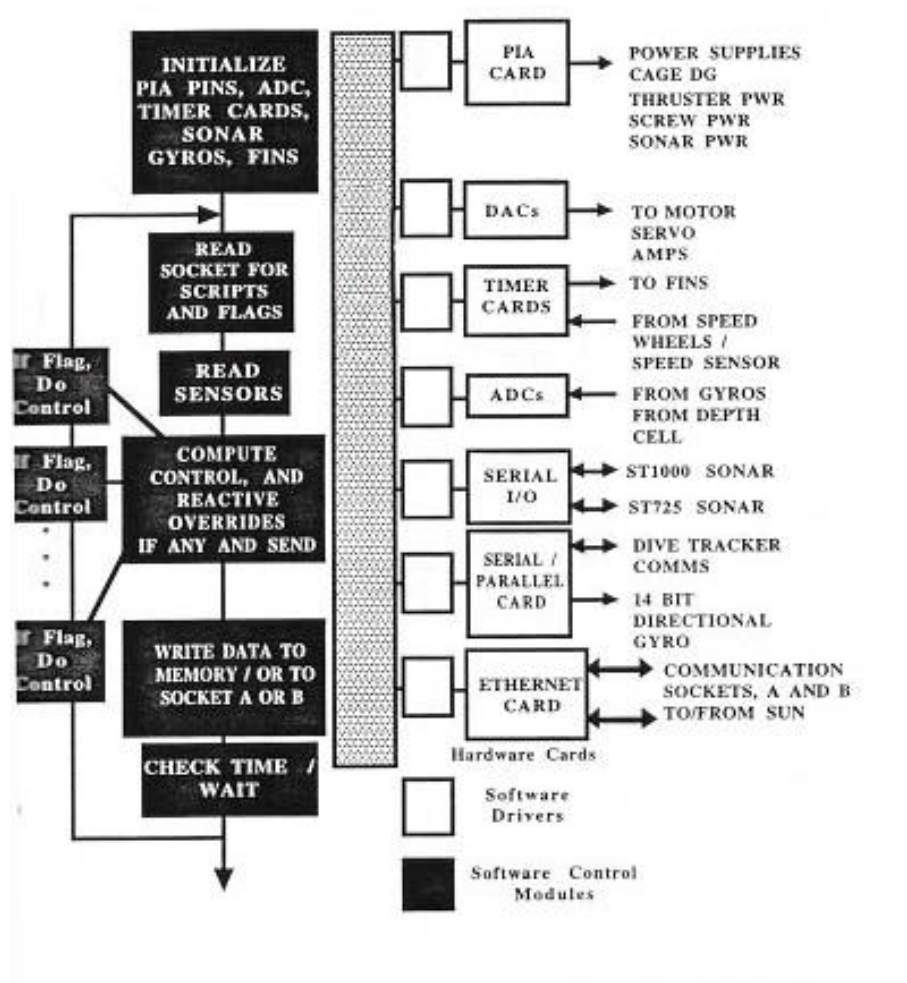 INITIALIZE
PIA PINS, ADC,
TIMER CARDS,
SONAR
GYROS, FINS
READ
SOCKET FOR
SCRIPTS
AND FLAGS
READ
SENSORS
COMPUTE
CONTROL, AND
REACTIVE
OVERRIDES
IF ANY AND SEND
WRITE DATA TO
MEMORY / OR TO
SOCKET A OR B
CHECK TIME /
WAIT
If Flag,
Do
Control
If Flag,
Do
Control
If Flag,
Do
Control
PIA
CARD
POWER SUPPLIES
CAGE DG
THRUSTER PWR
SCREW PWR
SONAR PWR
DACs
TO MOTOR
SERVO
AMPS
TIMER
CARDS
TO FINS
FROM SPEED
WHEELS /
SPEED SENSOR
ADCs
FROM GYROS
FROM DEPTH
CELL
SERIAL
I/O
ST1000 SONAR
ST725 SONAR
SERIAL /
PARALLEL
CARD
DIVE TRACKER
COMMS
14 BIT
DIRECTIONAL
GYRO
ETHERNET
CARD
COMMUNICATION
SOCKETS, A AND B
TO/FROM SUN
Hardware Cards
Software
Drivers
Software Control
Modules